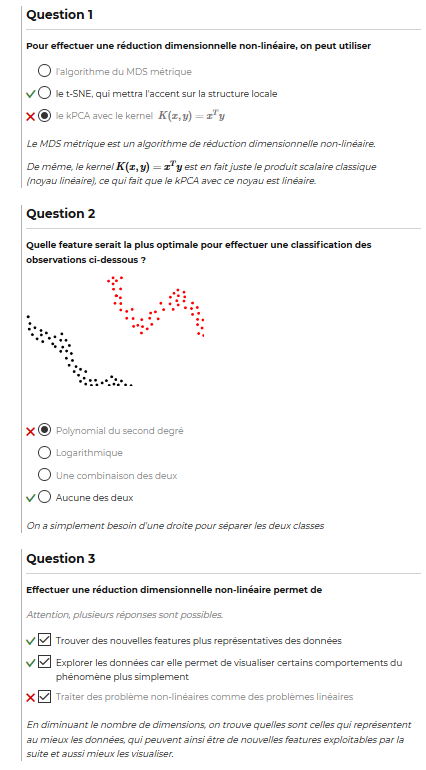 Question 1
Pour effectuer une réduction dimensionnelle non-linéaire, on peut utiliser
l'algorithme du MDS métrique
le t-SNE, qui mettra l'accent sur la structure locale
le kPCA avec le kernel K(x, y) = xᵀy
Le MDS métrique est un algorithme de réduction dimensionnelle non-linéaire.
De même, le kernel K(x, y) = xᵀy est en fait juste le produit scalaire classique
(noyau linéaire), ce qui fait que le kPCA avec ce noyau est linéaire.
Question 2
Quelle feature serait la plus optimale pour effectuer une classification des
observations ci-dessous ?
Polynomial du second degré
Logarithmique
Une combinaison des deux
Aucune des deux
On a simplement besoin d'une droite pour séparer les deux classes
Question 3
Effectuer une réduction dimensionnelle non-linéaire permet de
Attention, plusieurs réponses sont possibles.
Trouver des nouvelles features plus représentatives des données
Explorer les données car elle permet de visualiser certains comportements du
phénomène plus simplement
Traiter des problème non-linéaires comme des problèmes linéaires
En diminuant le nombre de dimensions, on trouve quelles sont celles qui représentent
au mieux les données, qui peuvent ainsi être de nouvelles features exploitables par la
suite et aussi mieux les visualiser.